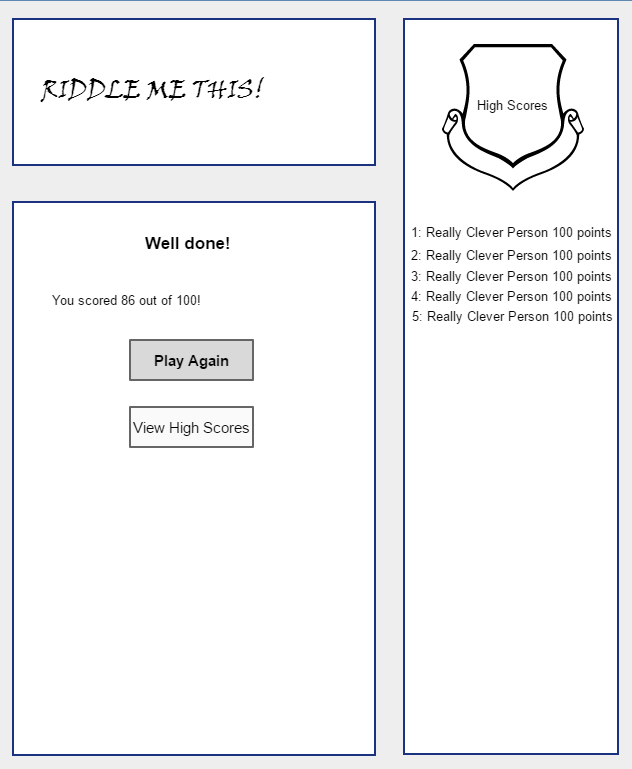 RIDDLE ME THIS!
Well done!
You scored 86 out of 100!
Play Again
View High Scores
High Scores
1: Really Clever Person 100 points
2: Really Clever Person 100 points
3: Really Clever Person 100 points
4: Really Clever Person 100 points
5: Really Clever Person 100 points